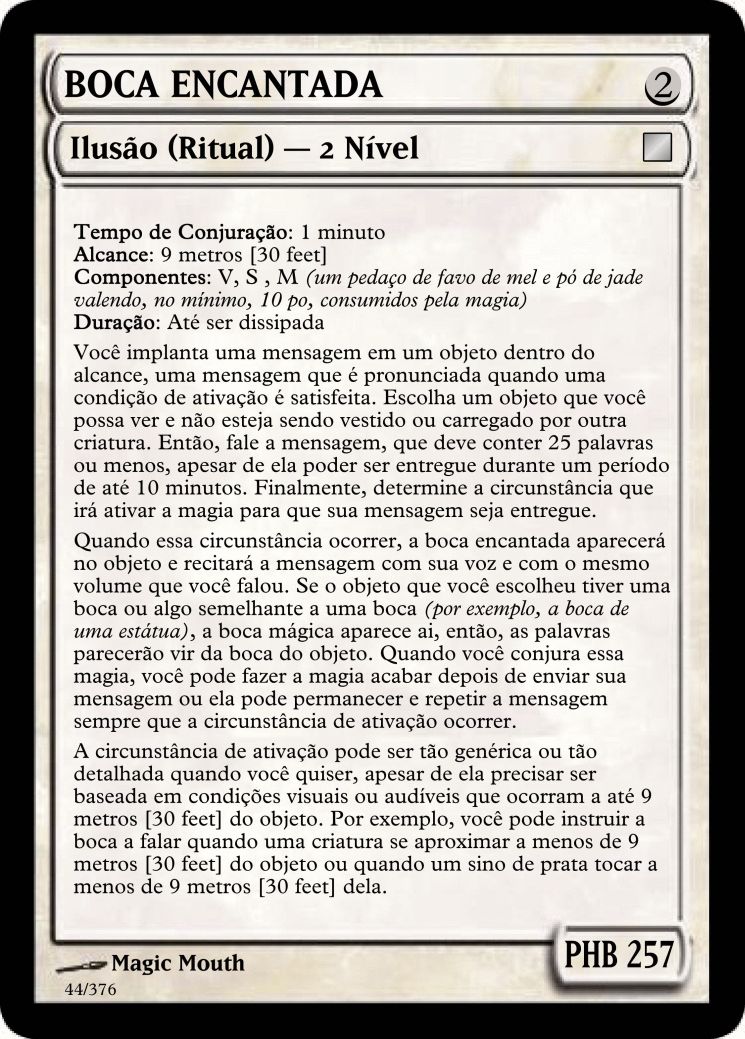 BOCA ENCANTADA
2
Ilusão (Ritual) — 2 Nível
Tempo de Conjuração: 1 minuto
Alcance: 9 metros [30 feet]
Componentes: V, S , M (um pedaço de favo de mel e pó de jade
valendo, no mínimo, 10 po, consumidos pela magia)
Duração: Até ser dissipada
Você implanta uma mensagem em um objeto dentro do
alcance, uma mensagem que é pronunciada quando uma
condição de ativação é satisfeita. Escolha um objeto que você
possa ver e não esteja sendo vestido ou carregado por outra
criatura. Então, fale a mensagem, que deve conter 25 palavras
ou menos, apesar de ela poder ser entregue durante um período
de até 10 minutos. Finalmente, determine a circunstância que
irá ativar a magia para que sua mensagem seja entregue.
Quando essa circunstância ocorrer, a boca encantada aparecerá
no objeto e recitará a mensagem com sua voz e com o mesmo
volume que você falou. Se o objeto que você escolheu tiver uma
boca ou algo semelhante a uma boca (por exemplo, a boca de
uma estátua), a boca mágica aparece ai, então, as palavras
parecerão vir da boca do objeto. Quando você conjura essa
magia, você pode fazer a magia acabar depois de enviar sua
mensagem ou ela pode permanecer e repetir a mensagem
sempre que a circunstância de ativação ocorrer.
A circunstância de ativação pode ser tão genérica ou tão
detalhada quando você quiser, apesar de ela precisar ser
baseada em condições visuais ou audíveis que ocorram a até 9
metros [30 feet] do objeto. Por exemplo, você pode instruir a
boca a falar quando uma criatura se aproximar a menos de 9
metros [30 feet] do objeto ou quando um sino de prata tocar a
menos de 9 metros [30 feet] dela.
PHB 257
Magic Mouth
44/376